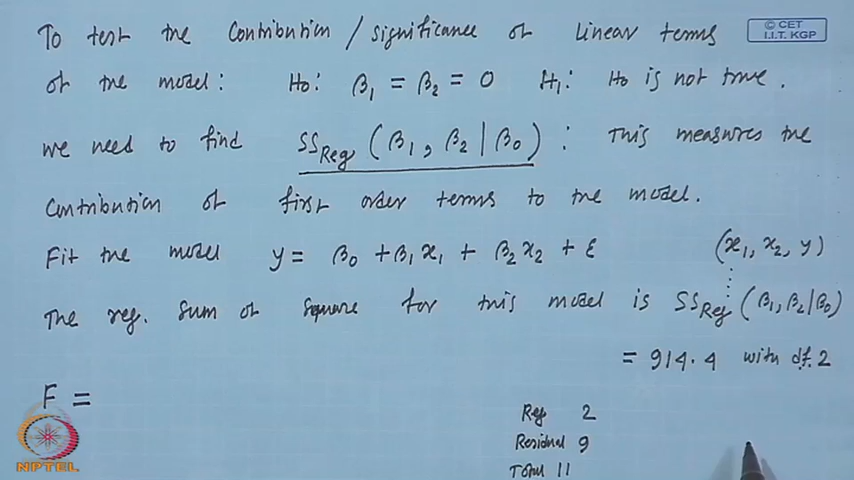 To test the Contribution / Significance of Linear terms
© CET
I.I.T. KGP
of the model: H0: β1 = β2 = 0 H1: H0 is not true.
we need to find SSReg (β1, β2 | β0) : This measures the
Contribution of first order terms to the model.
Fit the model y = β0 + β1x1 + β2x2 + ε (x1, x2, y)
The reg. sum of square for this model is SSReg (β1, β2 | β0)
= 914.4 with df. 2
F =
Reg 2
Residual 9
Total 11
NPTEL